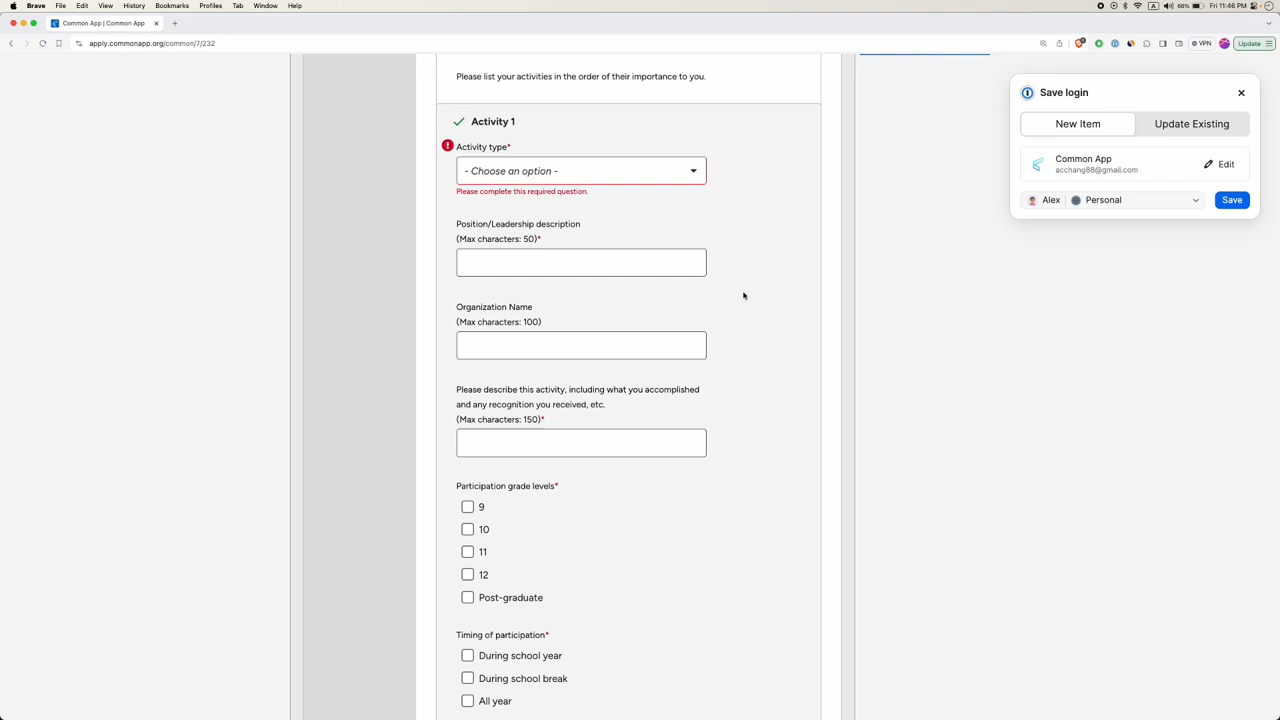 Brave File Edit View History Bookmarks Profiles Tab Window Help
A 66% Fri 11:46 PM
Common App | Common App
apply.commonapp.org/common/7/232
VPN Update
Please list your activities in the order of their importance to you.
Activity 1
Activity type*
- Choose an option -
Please complete this required question.
Position/Leadership description
(Max characters: 50)*
Organization Name
(Max characters: 100)
Please describe this activity, including what you accomplished
and any recognition you received, etc.
(Max characters: 150)*
Participation grade levels*
9
10
11
12
Post-graduate
Timing of participation*
During school year
During school break
All year
Save login
New Item Update Existing
Common App
acchang88@gmail.com
Edit
Alex Personal
Save